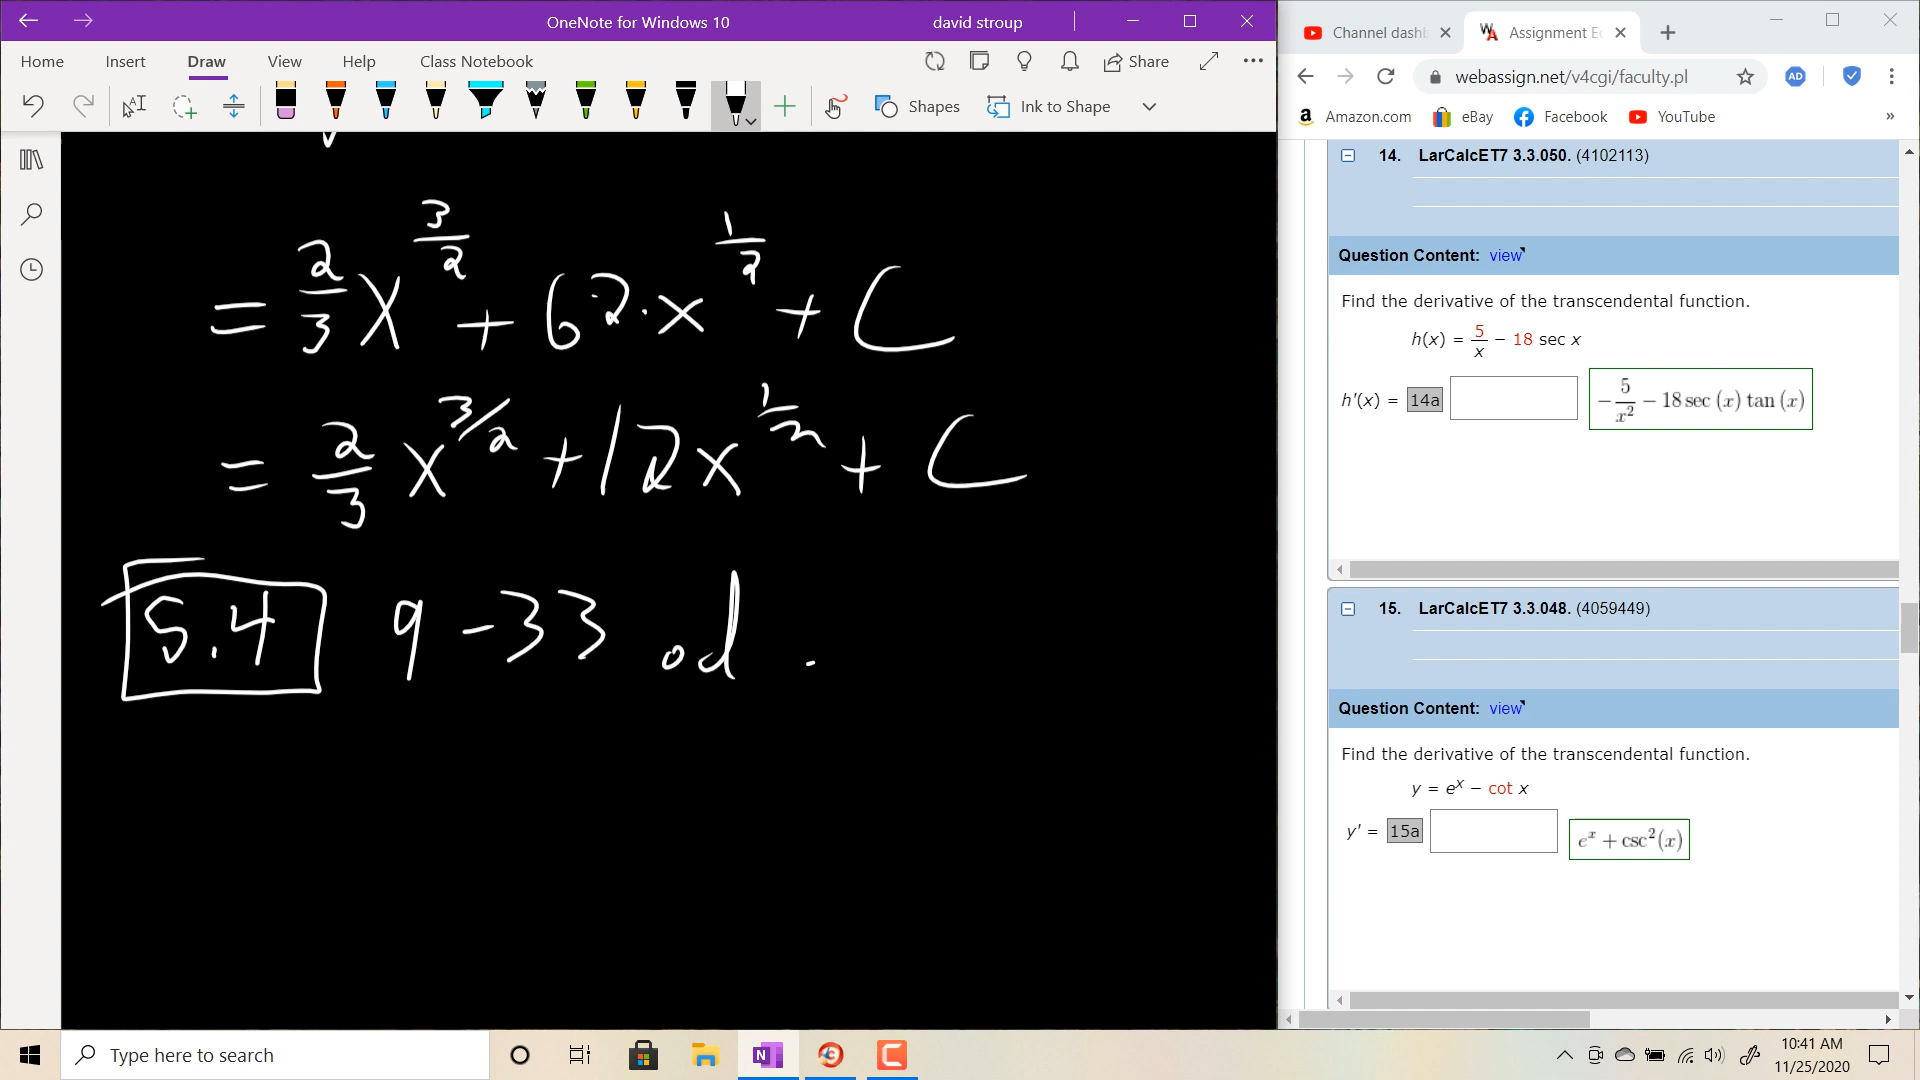 OneNote for Windows 10
david stroup
Home Insert Draw View Help Class Notebook
Share
Shapes Ink to Shape
= 2/3 x^3/2 + 6 2·x^1/2 + C
= 2/3 x^3/2 + 12x^1/2 + C
5.4 9-33 od .
Channel dashb
Assignment Ed
webassign.net/v4cgi/faculty.pl
AD
a Amazon.com eBay Facebook YouTube »
14. LarCalcET7 3.3.050. (4102113)
Question Content: view
Find the derivative of the transcendental function.
h(x) = 5/x − 18 sec x
h'(x) = 14a −5/x² − 18 sec (x) tan (x)
15. LarCalcET7 3.3.048. (4059449)
Question Content: view
Find the derivative of the transcendental function.
y = e^x − cot x
y' = 15a e^x + csc²(x)
Type here to search
10:41 AM
11/25/2020